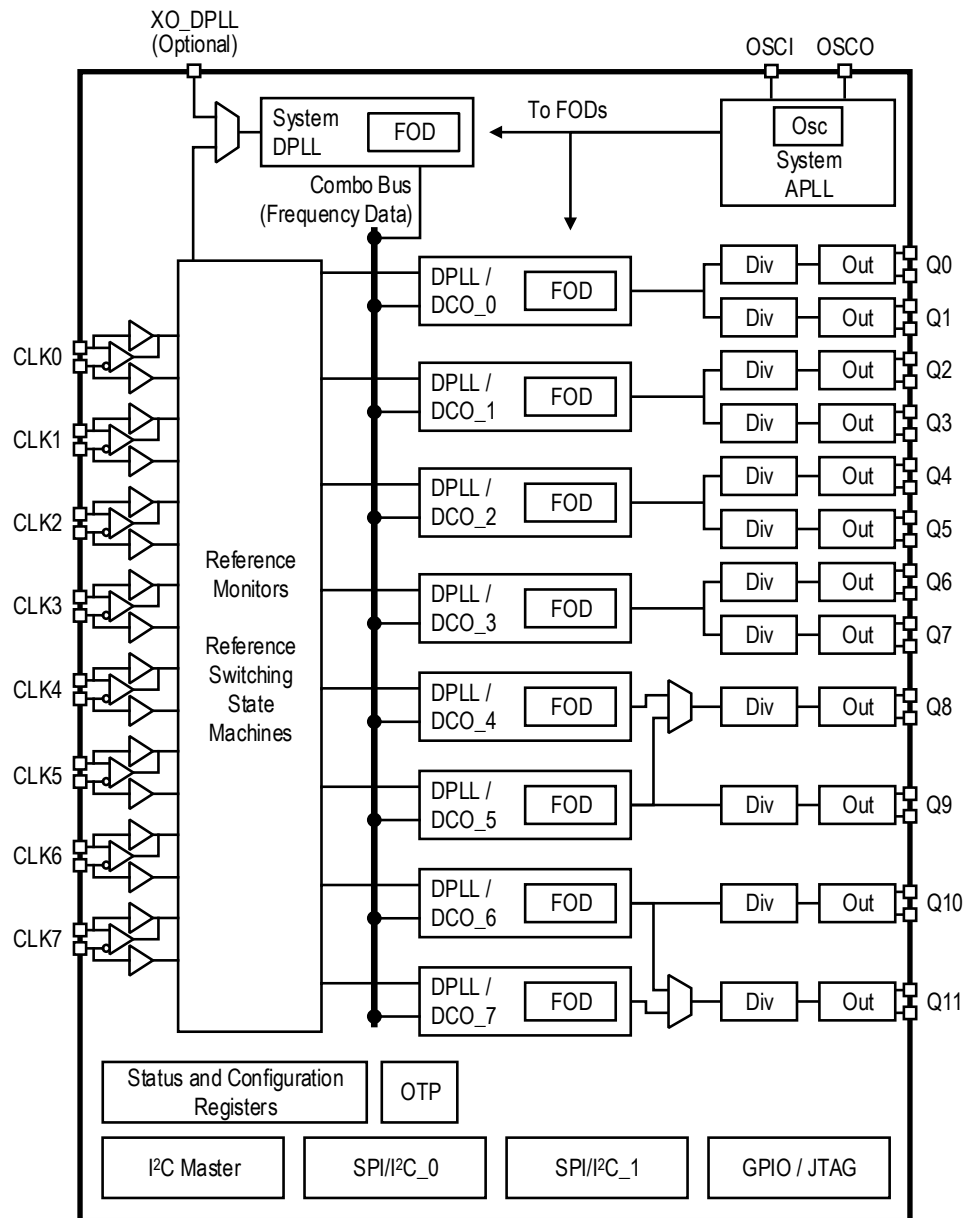 XO_DPLL
(Optional)
OSCI OSCO
System
DPLL
FOD
To FODs
Osc
System
APLL
Combo Bus
(Frequency Data)
DPLL /
DCO_0
FOD
Div
Out
Q0
Div
Out
Q1
CLK0
DPLL /
DCO_1
FOD
Div
Out
Q2
Div
Out
Q3
CLK1
DPLL /
DCO_2
FOD
Div
Out
Q4
Div
Out
Q5
CLK2
Reference
Monitors
Reference
Switching
State
Machines
DPLL /
DCO_3
FOD
Div
Out
Q6
Div
Out
Q7
CLK3
DPLL /
DCO_4
FOD
Div
Out
Q8
CLK4
DPLL /
DCO_5
FOD
Div
Out
Q9
CLK5
DPLL /
DCO_6
FOD
Div
Out
Q10
CLK6
DPLL /
DCO_7
FOD
Div
Out
Q11
CLK7
Status and Configuration
Registers
OTP
I²C Master
SPI/I²C_0
SPI/I²C_1
GPIO / JTAG